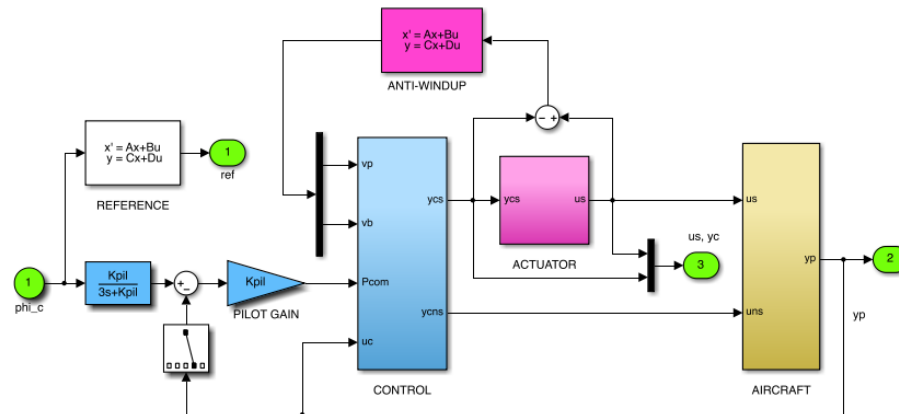 x' = Ax+Bu
y = Cx+Du
ANTI-WINDUP
- +
x' = Ax+Bu
y = Cx+Du
REFERENCE
1
ref
vp
vb
Pcom
uc
ycs
ycns
CONTROL
ycs
us
ACTUATOR
us, yc
3
us
uns
yp
AIRCRAFT
2
yp
1
phi_c
Kpil
3s+Kpil
+
-
Kpil
PILOT GAIN